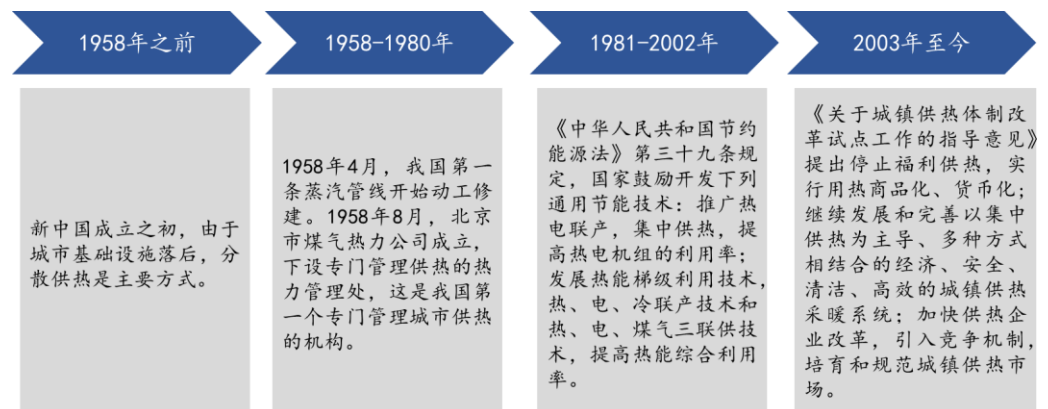 1958年之前
1958-1980年
1981-2002年
2003年至今
新中国成立之初，由于
城市基础设施落后，分
散供热是主要方式。
1958年4月，我国第一
条蒸汽管线开始动工修
建。1958年8月，北京
市煤气热力公司成立，
下设专门管理供热的热
力管理处，这是我国第
一个专门管理城市供热
的机构。
《中华人民共和国节约
能源法》第三十九条规
定，国家鼓励开发下列
通用节能技术：推广热
电联产，集中供热，提
高热电机组的利用率；
发展热能梯级利用技术，
热、电、冷联产技术和
热、电、煤气三联供技
术，提高热能综合利用
率。
《关于城镇供热体制改
革试点工作的指导意见》
提出停止福利供热，实
行用热商品化、货币化；
继续发展和完善以集中
供热为主导、多种方式
相结合的经济、安全、
清洁、高效的城镇供热
采暖系统；加快供热企
业改革，引入竞争机制，
培育和规范城镇供热市
场。